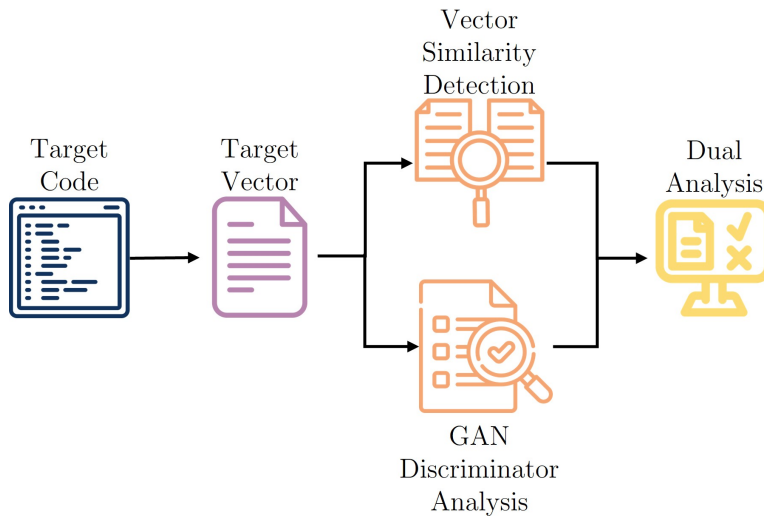 Target
Code
Target
Vector
Vector
Similarity
Detection
GAN
Discriminator
Analysis
Dual
Analysis